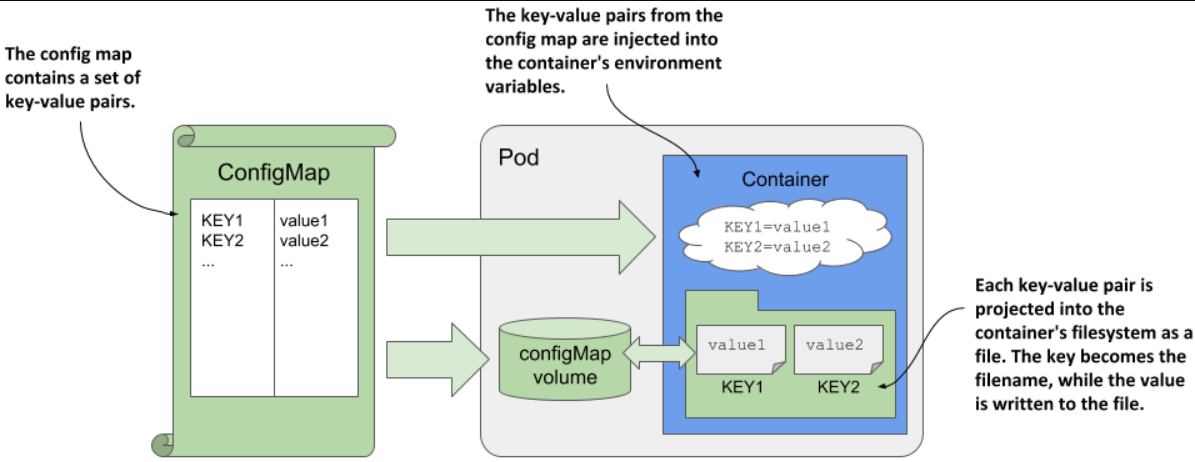 The config map
contains a set of
key-value pairs.
The key-value pairs from the
config map are injected into
the container's environment
variables.
ConfigMap
KEY1 value1
KEY2 value2
... ...
Pod
Container
KEY1=value1
KEY2=value2
configMap
volume
value1 value2
KEY1 KEY2
Each key-value pair is
projected into the
container's filesystem as a
file. The key becomes the
filename, while the value
is written to the file.